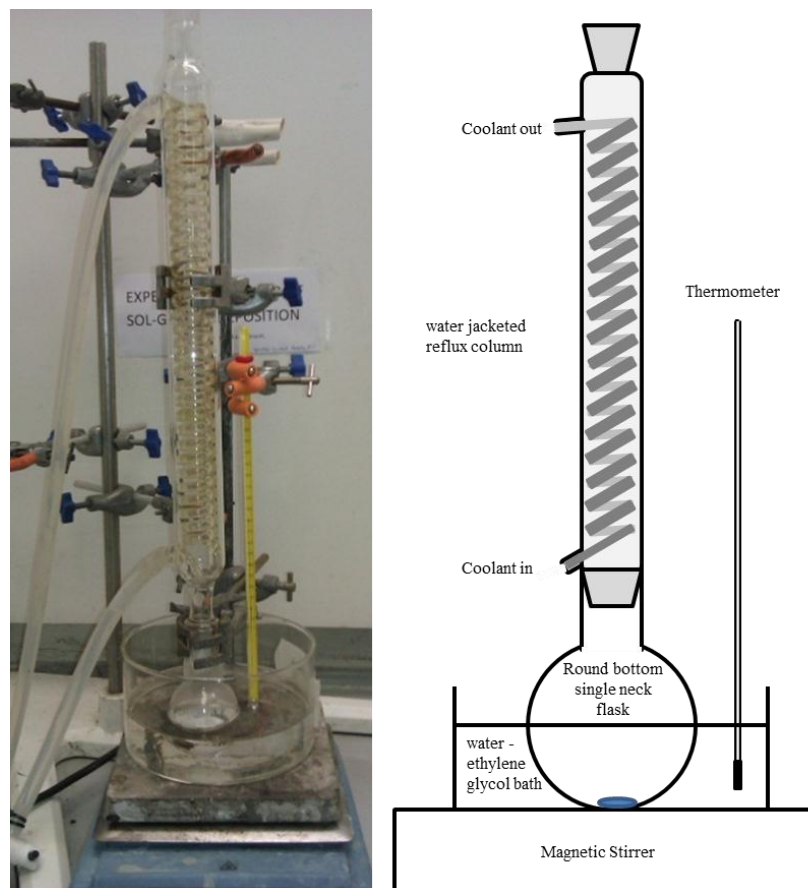 EXPE
SOL-G
POSITION
Coolant out
Thermometer
water jacketed
reflux column
Coolant in
Round bottom
single neck
flask
water -
ethylene
glycol bath
Magnetic Stirrer